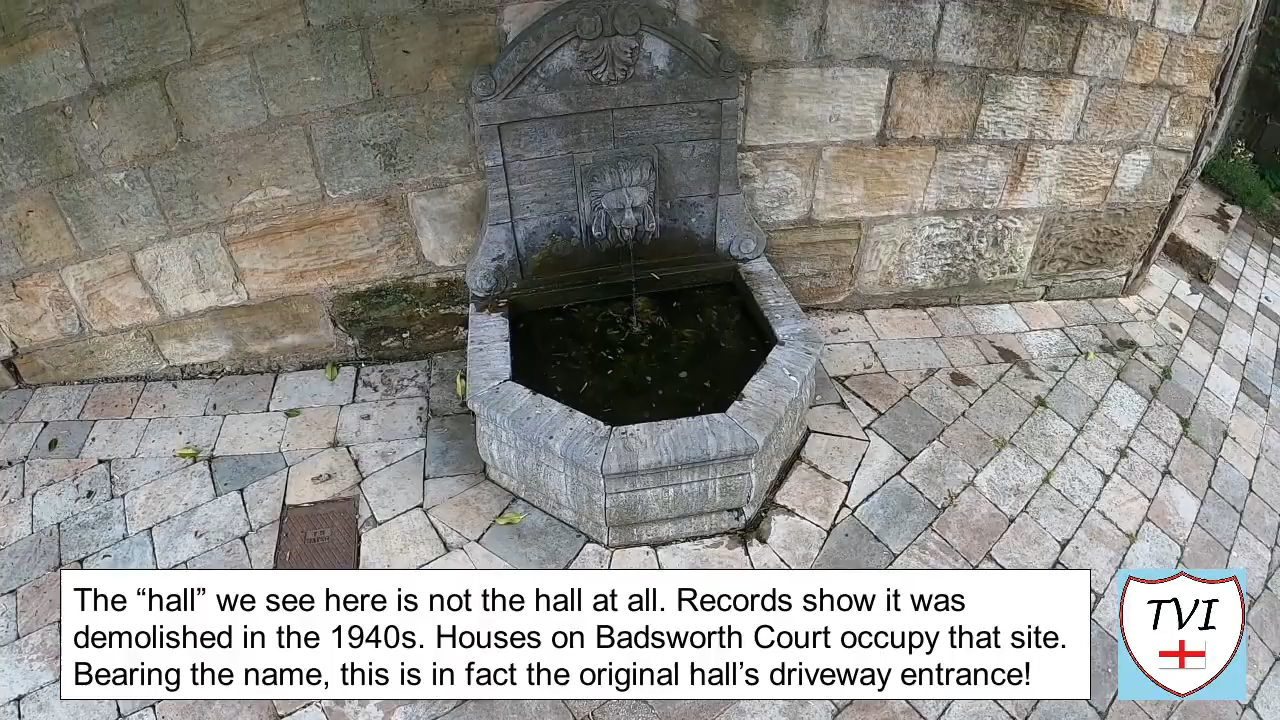 The “hall” we see here is not the hall at all. Records show it was
demolished in the 1940s. Houses on Badsworth Court occupy that site.
Bearing the name, this is in fact the original hall’s driveway entrance!
TVI